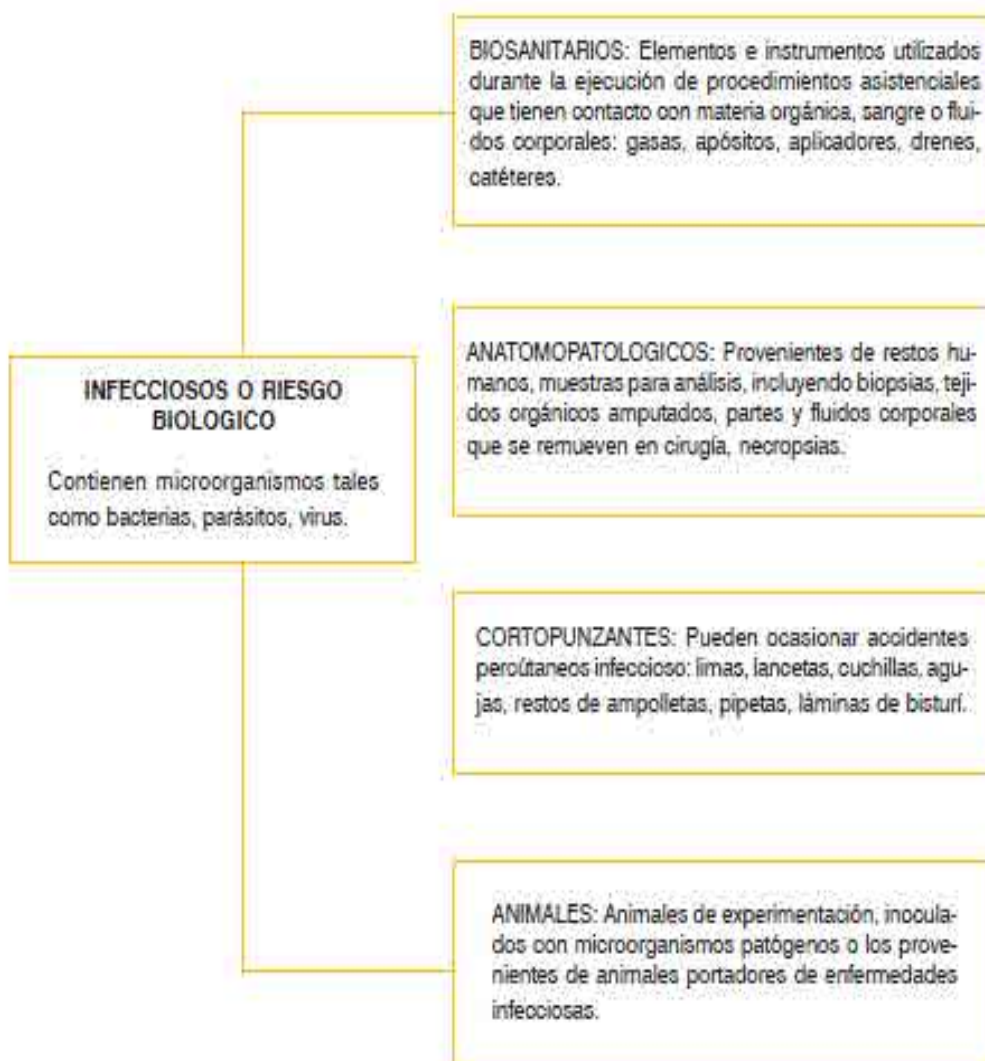 BIOSANITARIOS: Elementos e instrumentos utilizados
durante la ejecución de procedimientos asistenciales
que tienen contacto con materia orgánica, sangre o flui-
dos corporales: gasas, apósitos, aplicadores, drenes,
catéteres.
ANATOMOPATOLOGICOS: Provenientes de restos hu-
manos, muestras para análisis, incluyendo biopsias, teji-
dos orgánicos amputados, partes y fluidos corporales
que se remueven en cirugía, necropsias.
INFECCIOSOS O RIESGO
BIOLOGICO
Contienen microorganismos tales
como bacterias, parásitos, virus.
CORTOPUNZANTES: Pueden ocasionar accidentes
percútaneos infeccioso: limas, lancetas, cuchillas, agu-
jas, restos de ampolletas, pipetas, láminas de bisturí.
ANIMALES: Animales de experimentación, inocula-
dos con microorganismos patógenos o los prove-
nientes de animales portadores de enfermedades
infecciosas.